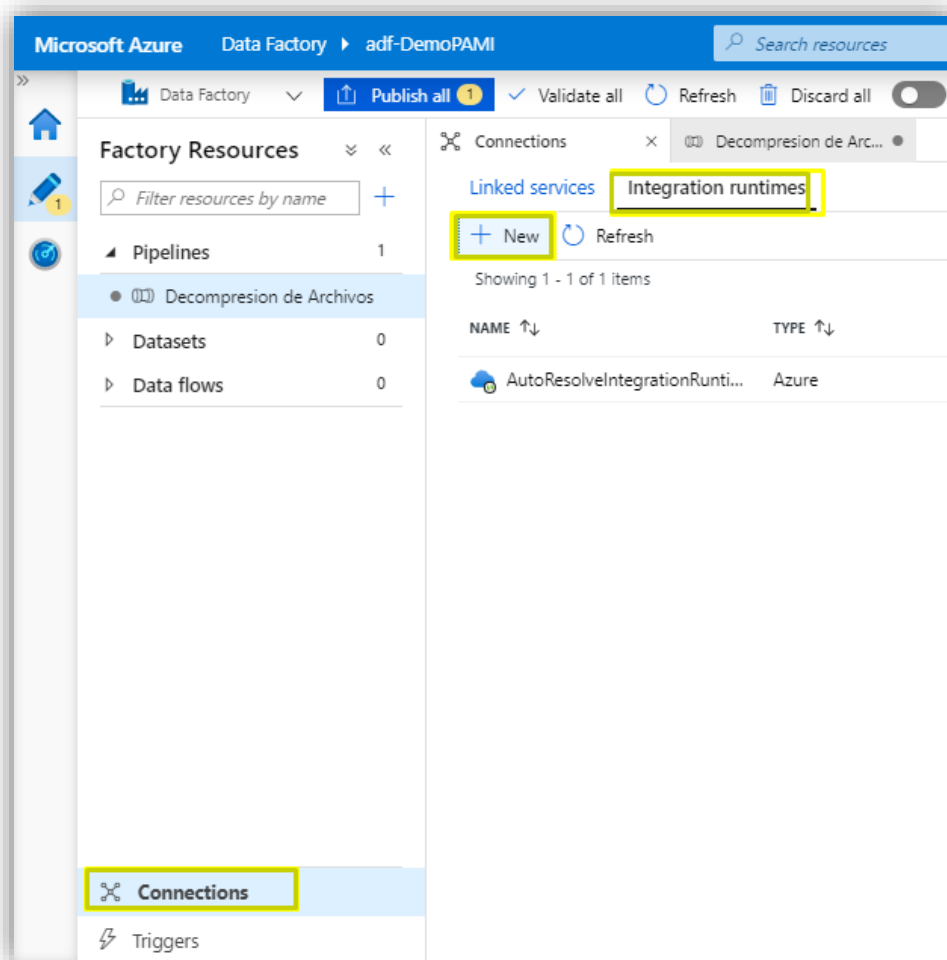 Microsoft Azure Data Factory adf-DemoPAMI Search resources
Data Factory Publish all 1 Validate all Refresh Discard all
Factory Resources
Filter resources by name
1
Pipelines 1
Decompresion de Archivos
Datasets 0
Data flows 0
Connections
Triggers
Connections Decompresion de Arc...
Linked services Integration runtimes
New Refresh
Showing 1 - 1 of 1 items
NAME TYPE
AutoResolveIntegrationRunti... Azure